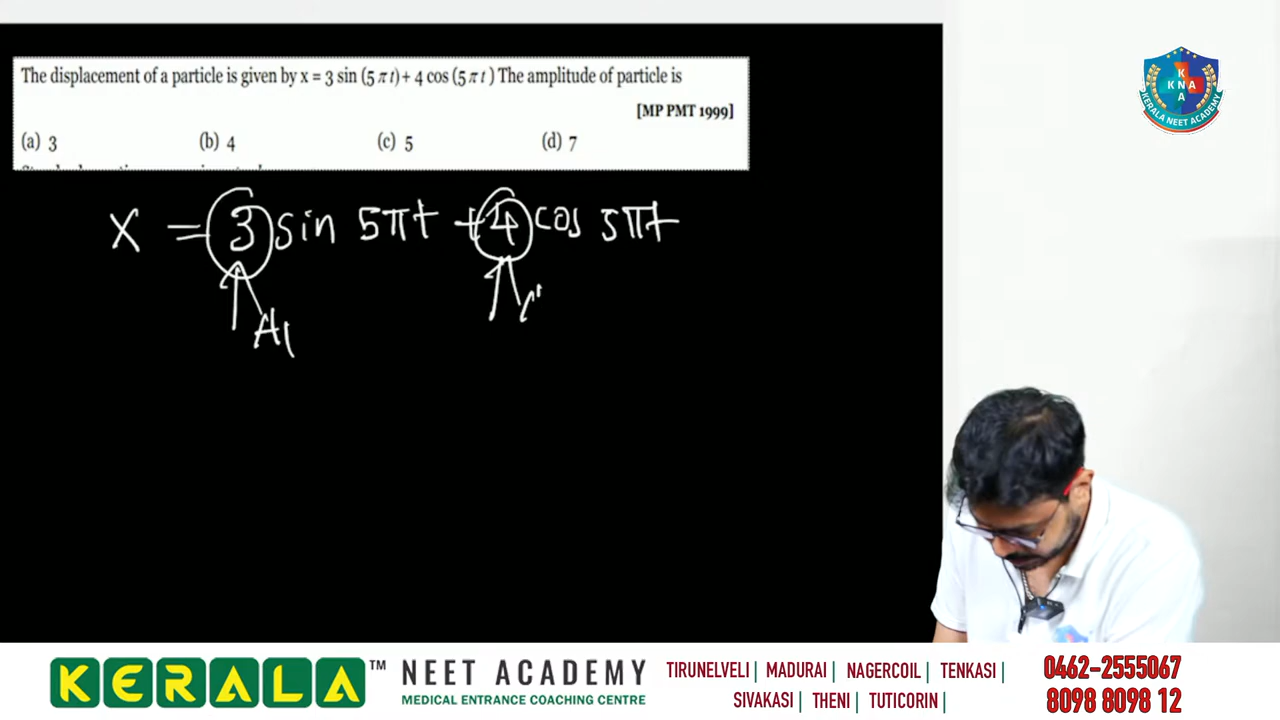 The displacement of a particle is given by x = 3 sin (5 π t) + 4 cos (5 π t ) The amplitude of particle is
[MP PMT 1999]
(a) 3 (b) 4 (c) 5 (d) 7
x = 3 sin 5πt + 4 cos 5πt
A1
KNA
KERALA NEET ACADEMY
KERALA™ NEET ACADEMY
MEDICAL ENTRANCE COACHING CENTRE
TIRUNELVELI | MADURAI | NAGERCOIL | TENKASI |
SIVAKASI | THENI | TUTICORIN |
0462-2555067
8098 8098 12